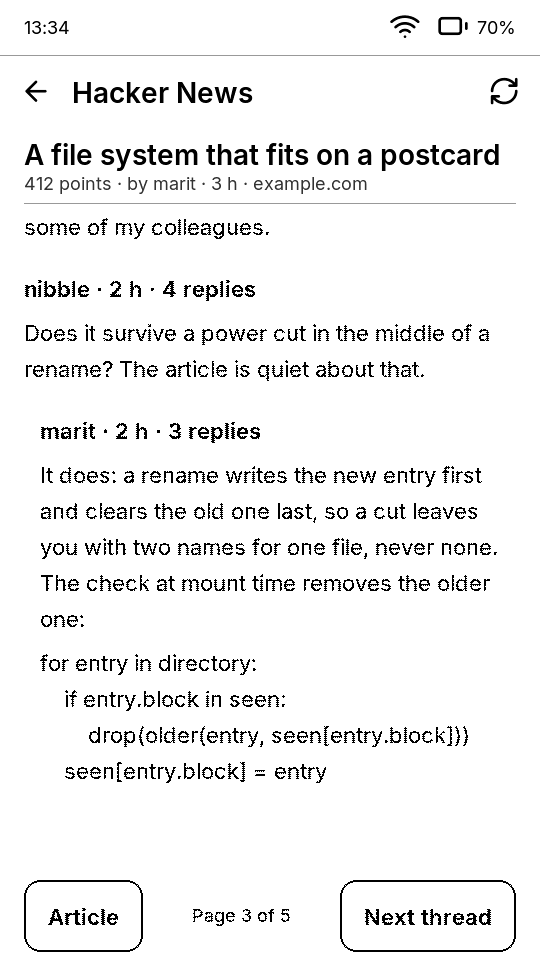 13:34
70%
Hacker News
A file system that fits on a postcard
412 points · by marit · 3 h · example.com
some of my colleagues.
nibble · 2 h · 4 replies
Does it survive a power cut in the middle of a
rename? The article is quiet about that.
marit · 2 h · 3 replies
It does: a rename writes the new entry first
and clears the old one last, so a cut leaves
you with two names for one file, never none.
The check at mount time removes the older
one:
for entry in directory:
    if entry.block in seen:
        drop(older(entry, seen[entry.block]))
    seen[entry.block] = entry
Article
Page 3 of 5
Next thread